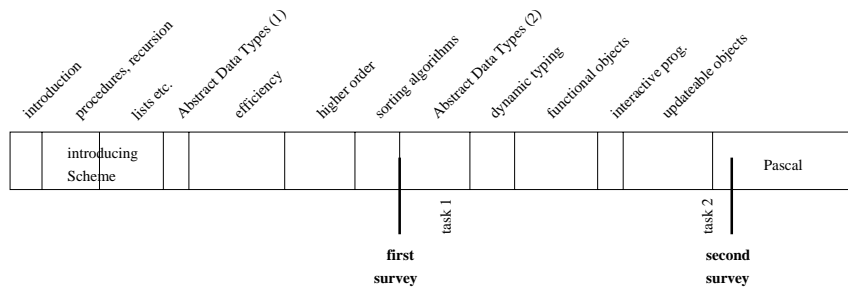 introduction
procedures, recursion
lists etc.
Abstract Data Types (1)
efficiency
higher order
sorting algorithms
Abstract Data Types (2)
dynamic typing
functional objects
interactive prog.
updateable objects
introducing
Scheme
Pascal
task 1
task 2
first
survey
second
survey